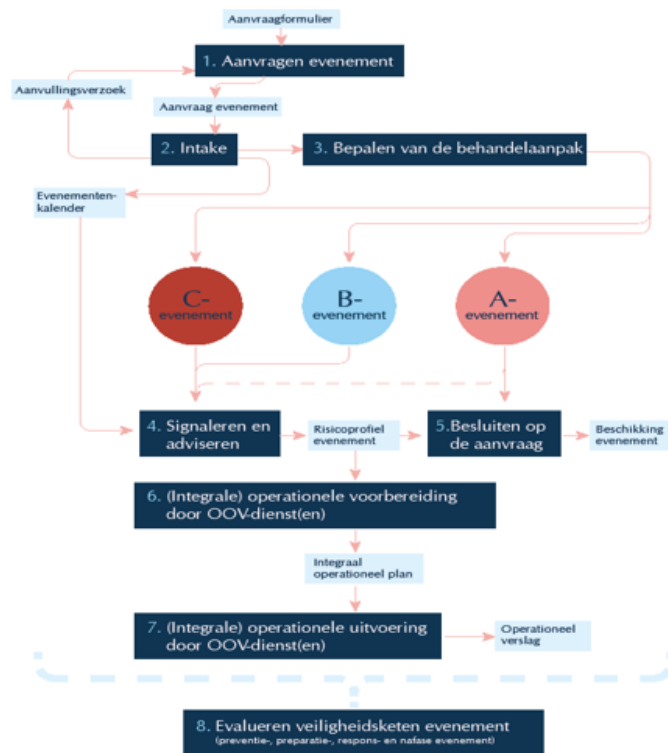 Aanvraagformulier
1. Aanvragen evenement
Aanvullingsverzoek
Aanvraag evenement
2. Intake
3. Bepalen van de behandelaanpak
Evenementen-
kalender
C-
evenement
B-
evenement
A-
evenement
4. Signaleren en
adviseren
Risicoprofiel
evenement
5.Besluiten op
de aanvraag
Beschikking
evenement
6. (Integrale) operationele voorbereiding
door OOV-dienst(en)
Integraal
operationeel plan
7. (Integrale) operationele uitvoering
door OOV-dienst(en)
Operationeel
verslag
8. Evalueren veiligheidsketen evenement
(preventie-, preparatie-, respons- en nafase evenement)